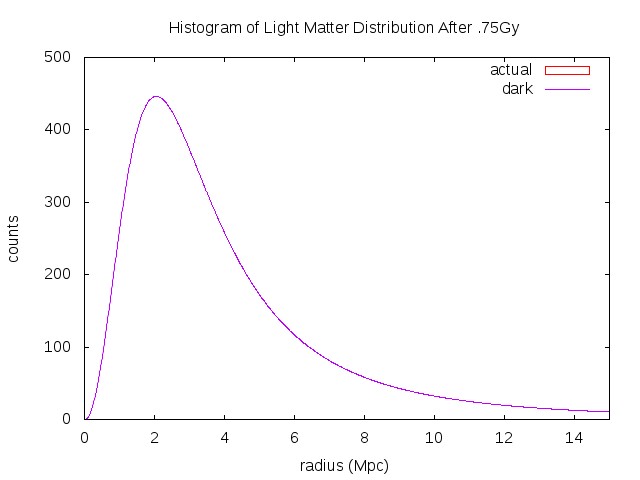 Histogram of Light Matter Distribution After .75Gy
500
400
300
200
100
0
counts
actual
dark
0 2 4 6 8 10 12 14
radius (Mpc)